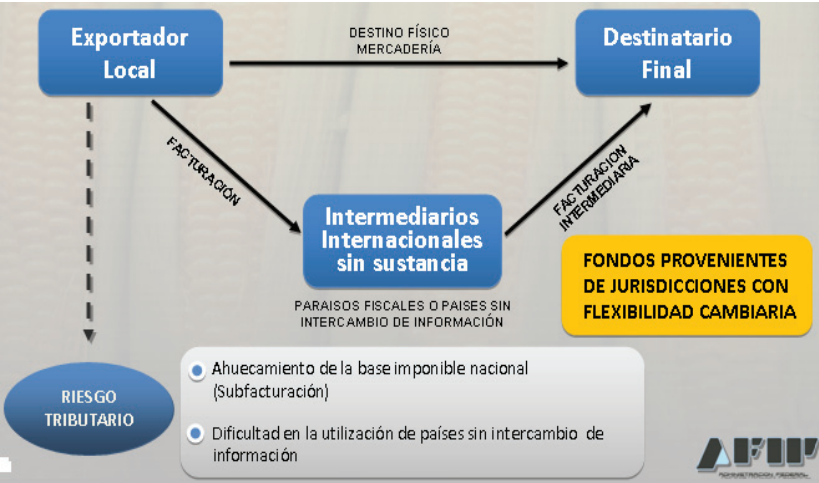 Exportador
Local
DESTINO FÍSICO
MERCADERÍA
Destinatario
Final
FACTURACIÓN
FACTURACION
INTERMEDIARIA
Intermediarios
Internacionales
sin sustancia
PARAISOS FISCALES O PAISES SIN
INTERCAMBIO DE INFORMACIÓN
FONDOS PROVENIENTES
DE JURISDICCIONES CON
FLEXIBILIDAD CAMBIARIA
RIESGO
TRIBUTARIO
Ahuecamiento de la base imponible nacional
(Subfacturación)
Dificultad en la utilización de países sin intercambio de
información
AFIP
ADMINISTRACION FEDERAL